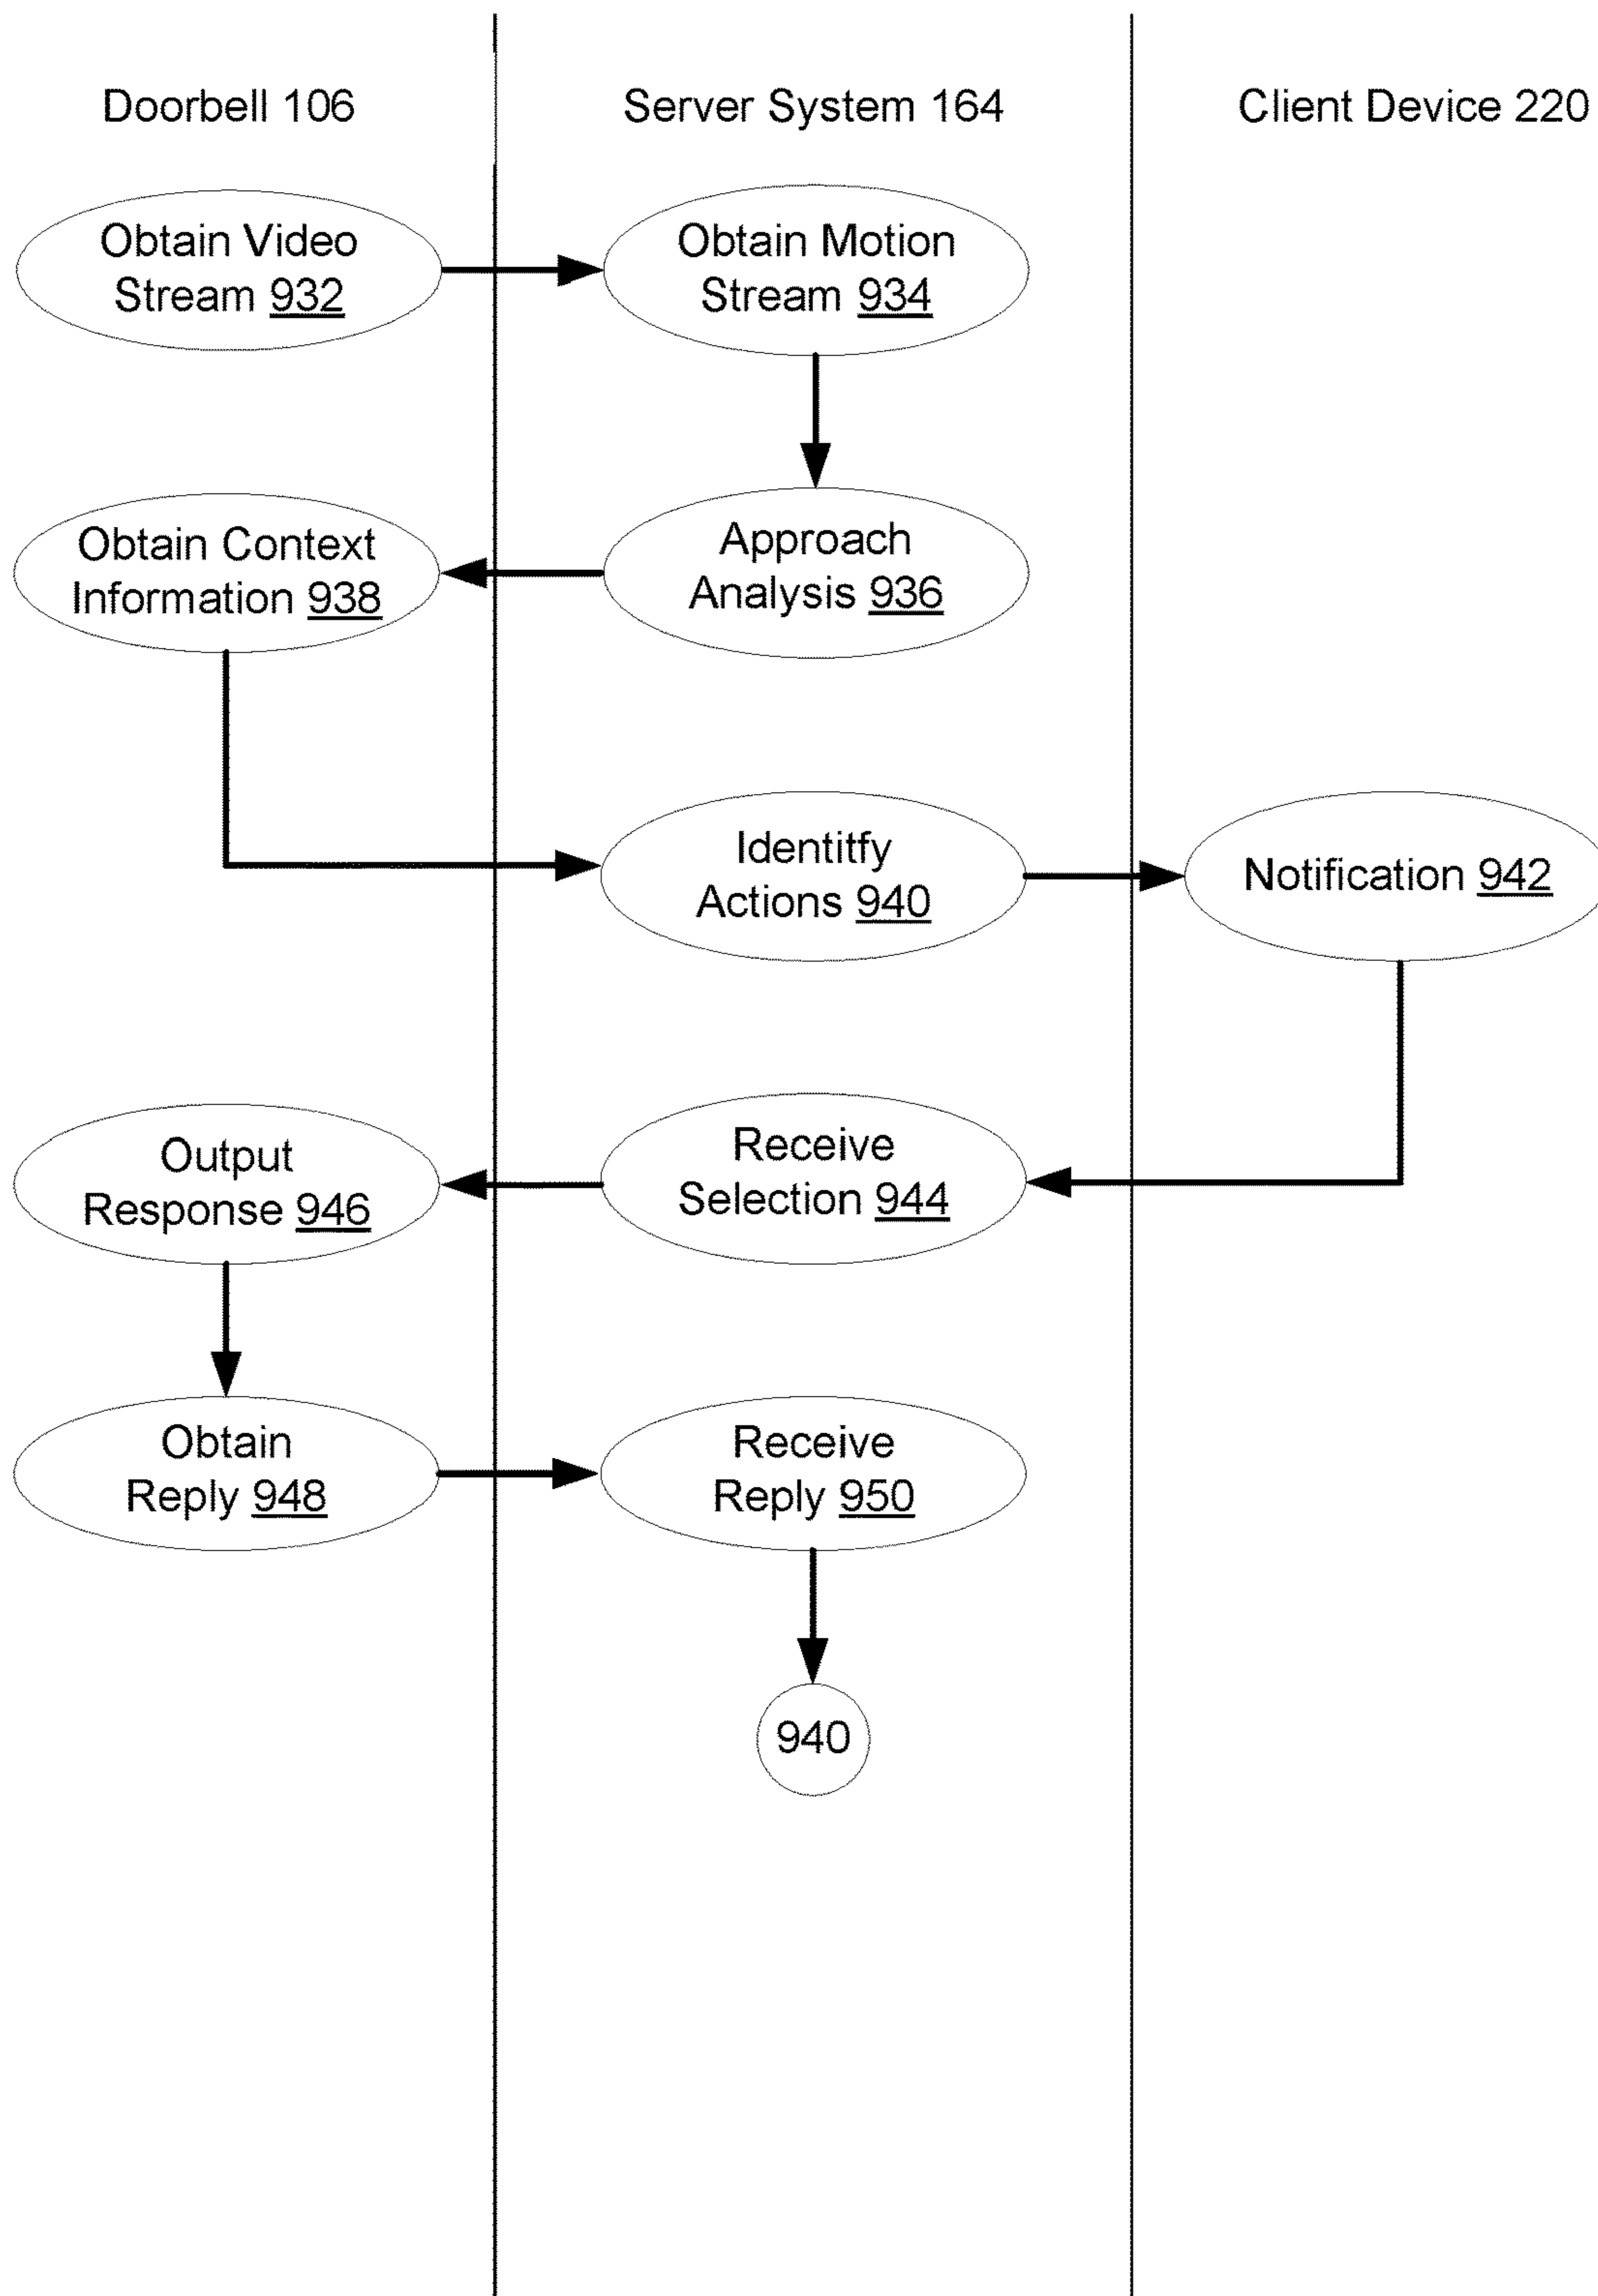 Doorbell 106
Server System 164
Client Device 220
Obtain Video
Stream 932
Obtain Motion
Stream 934
Obtain Context
Information 938
Approach
Analysis 936
Identitfy
Actions 940
Notification 942
Output
Response 946
Receive
Selection 944
Obtain
Reply 948
Receive
Reply 950
940